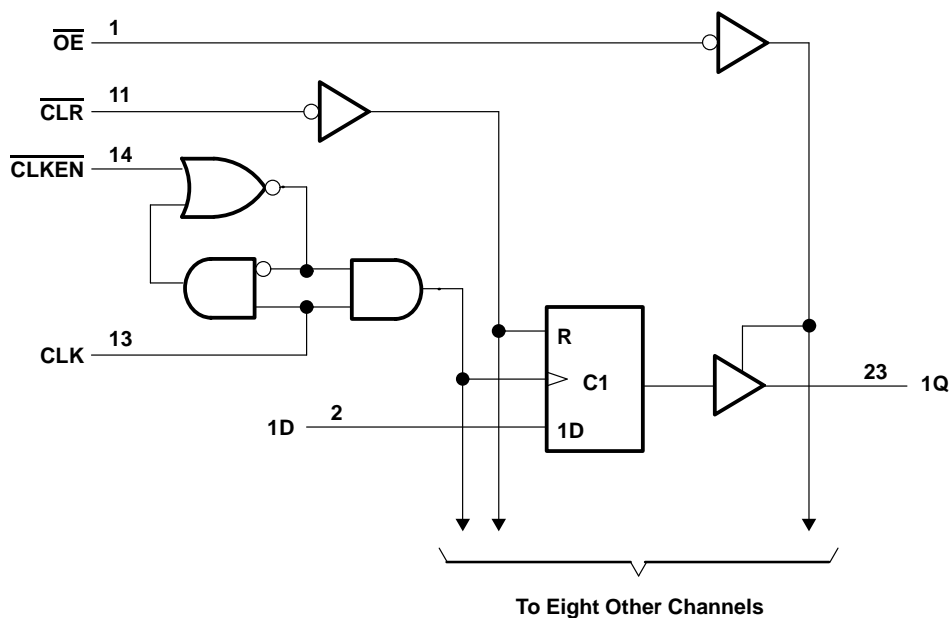 OE 1
CLR 11
CLKEN 14
CLK 13
R
C1
1D
1D 2
23 1Q
To Eight Other Channels